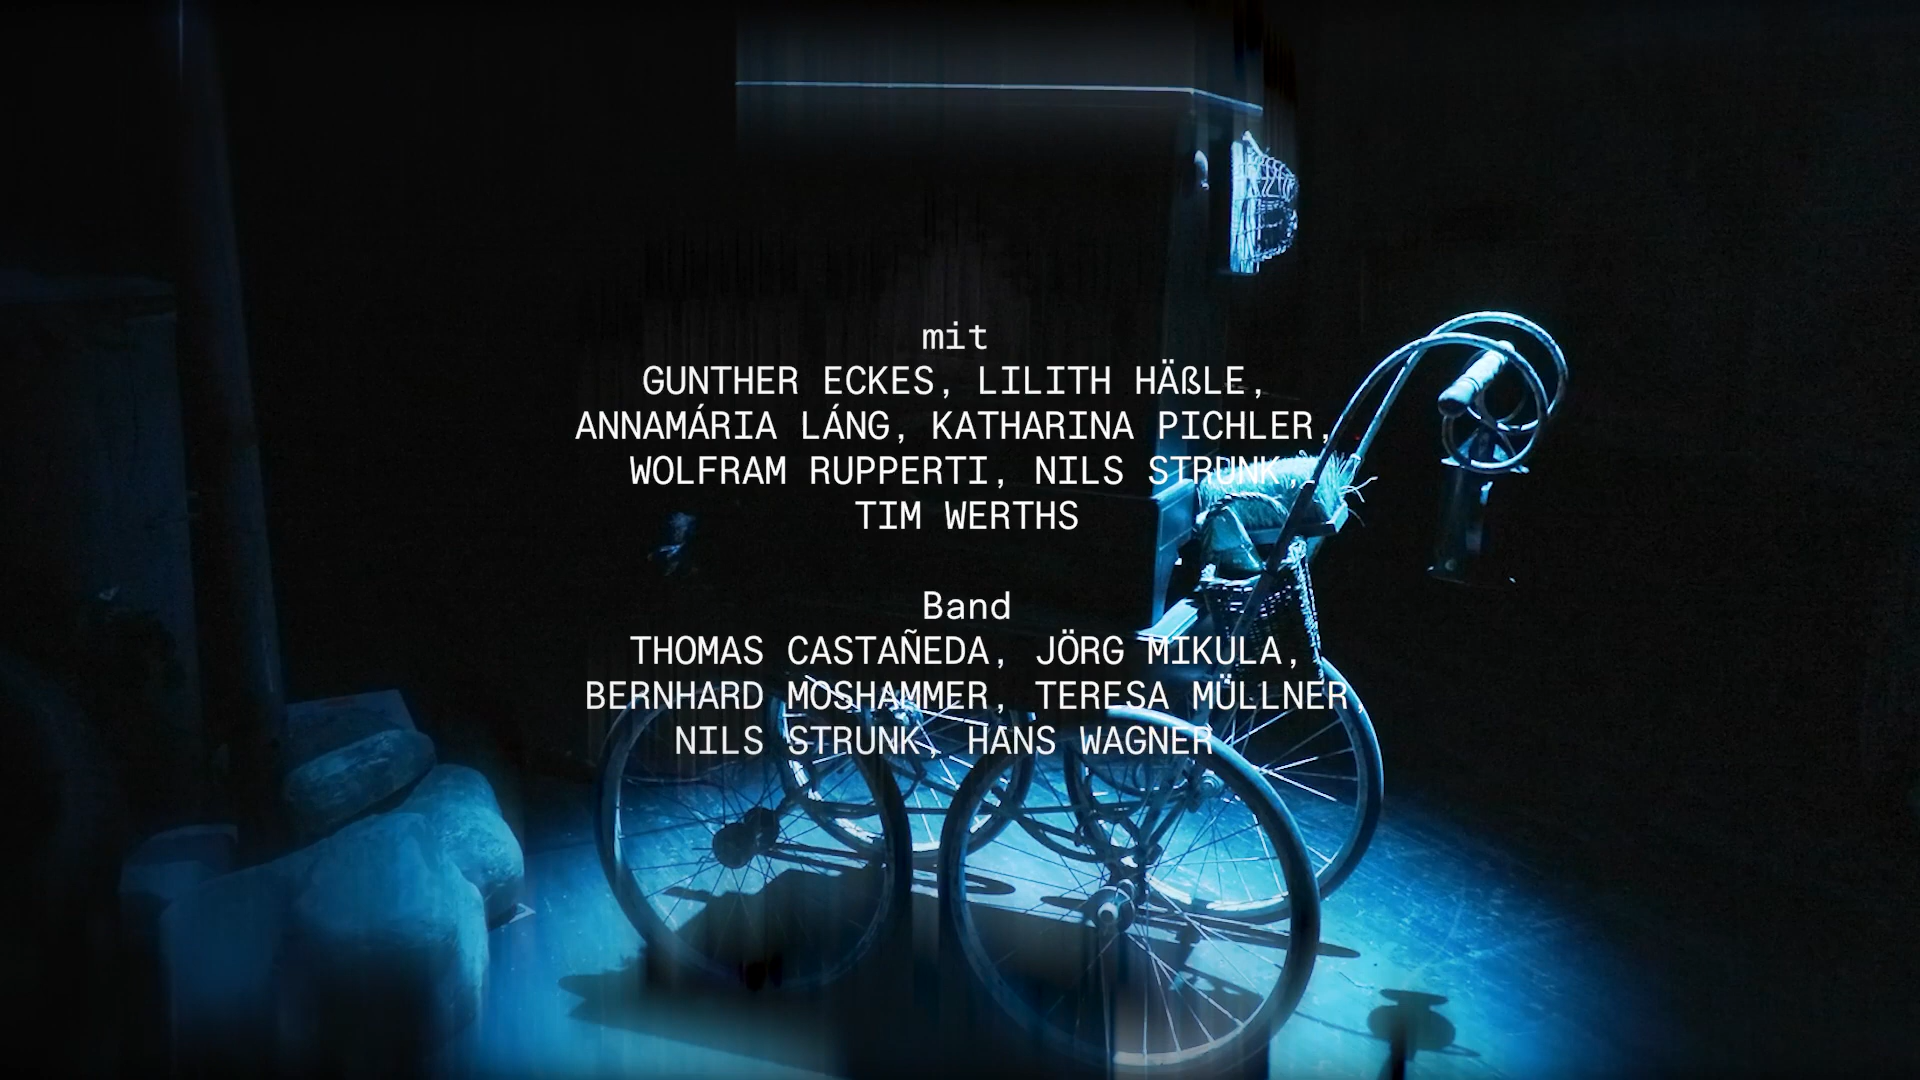 mit
GUNTHER ECKES, LILITH HÄßLE,
ANNAMÁRIA LÁNG, KATHARINA PICHLER,
WOLFRAM RUPPERTI, NILS STRUNK,
TIM WERTHS
Band
THOMAS CASTAÑEDA, JÖRG MIKULA,
BERNHARD MOSHAMMER, TERESA MÜLLNER,
NILS STRUNK, HANS WAGNER